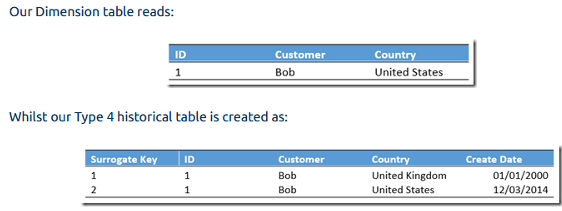 Our Dimension table reads:
ID Customer Country
1 Bob United States
Whilst our Type 4 historical table is created as:
Surrogate Key ID Customer Country Create Date
1 1 Bob United Kingdom 01/01/2000
2 1 Bob United States 12/03/2014